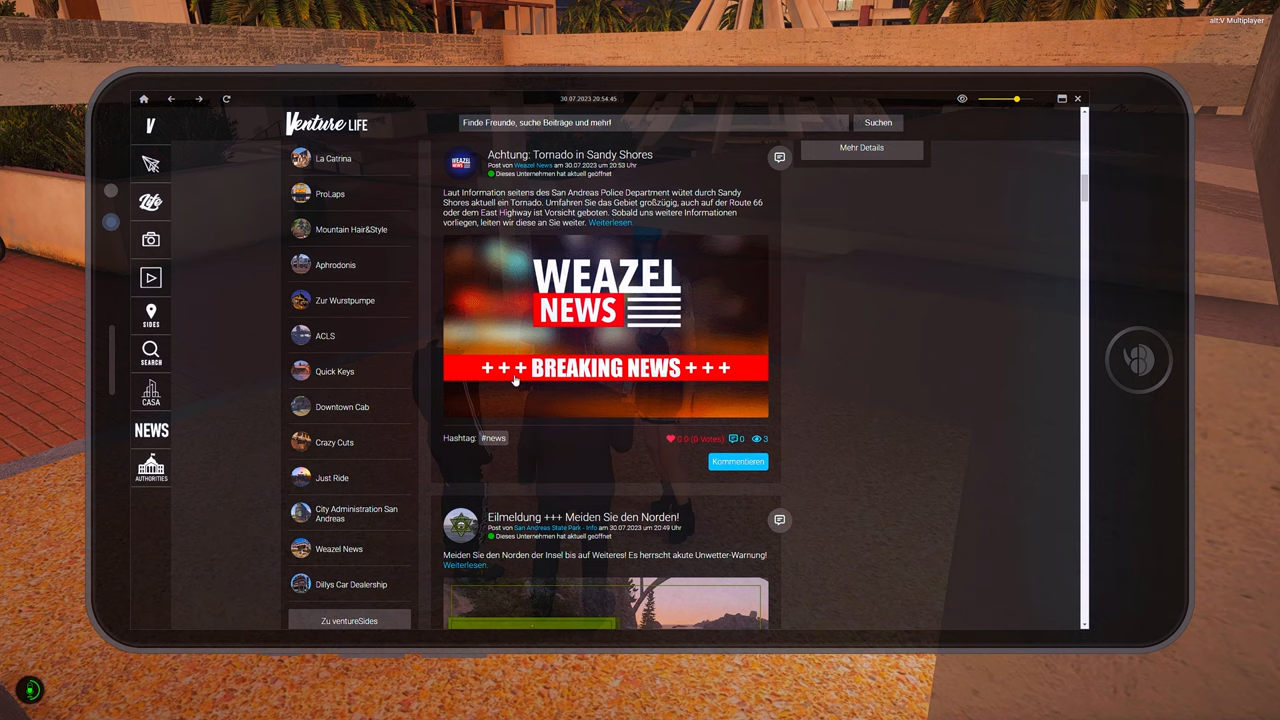 alt:V Multiplayer
30.07.2023 20:54:45
V
Venture LIFE
Finde Freunde, suche Beiträge und mehr!
Suchen
Life
SIDES
SEARCH
CASA
NEWS
AUTHORITIES
La Catrina
ProLaps
Mountain Hair&Style
Aphrodonis
Zur Wurstpumpe
ACLS
Quick Keys
Downtown Cab
Crazy Cuts
Just Ride
City Administration San
Andreas
Weazel News
Dillys Car Dealership
Zu ventureSides
WEAZEL
NEWS
Achtung: Tornado in Sandy Shores
Post von Weazel News am 30.07.2023 um 20:53 Uhr
Dieses Unternehmen hat aktuell geöffnet
Laut Information seitens des San Andreas Police Department wütet durch Sandy
Shores aktuell ein Tornado. Umfahren Sie das Gebiet großzügig, auch auf der Route 66
oder dem East Highway ist Vorsicht geboten. Sobald uns weitere Informationen
vorliegen, leiten wir diese an Sie weiter. Weiterlesen.
WEAZEL
NEWS
+ + + BREAKING NEWS + + +
Hashtag: #news
0.0 (0 Votes) 0 3
Kommentieren
Eilmeldung +++ Meiden Sie den Norden!
Post von San Andreas State Park - Info am 30.07.2023 um 20:49 Uhr
Dieses Unternehmen hat aktuell geöffnet
Meiden Sie den Norden der Insel bis auf Weiteres! Es herrscht akute Unwetter-Warnung!
Weiterlesen.
Mehr Details